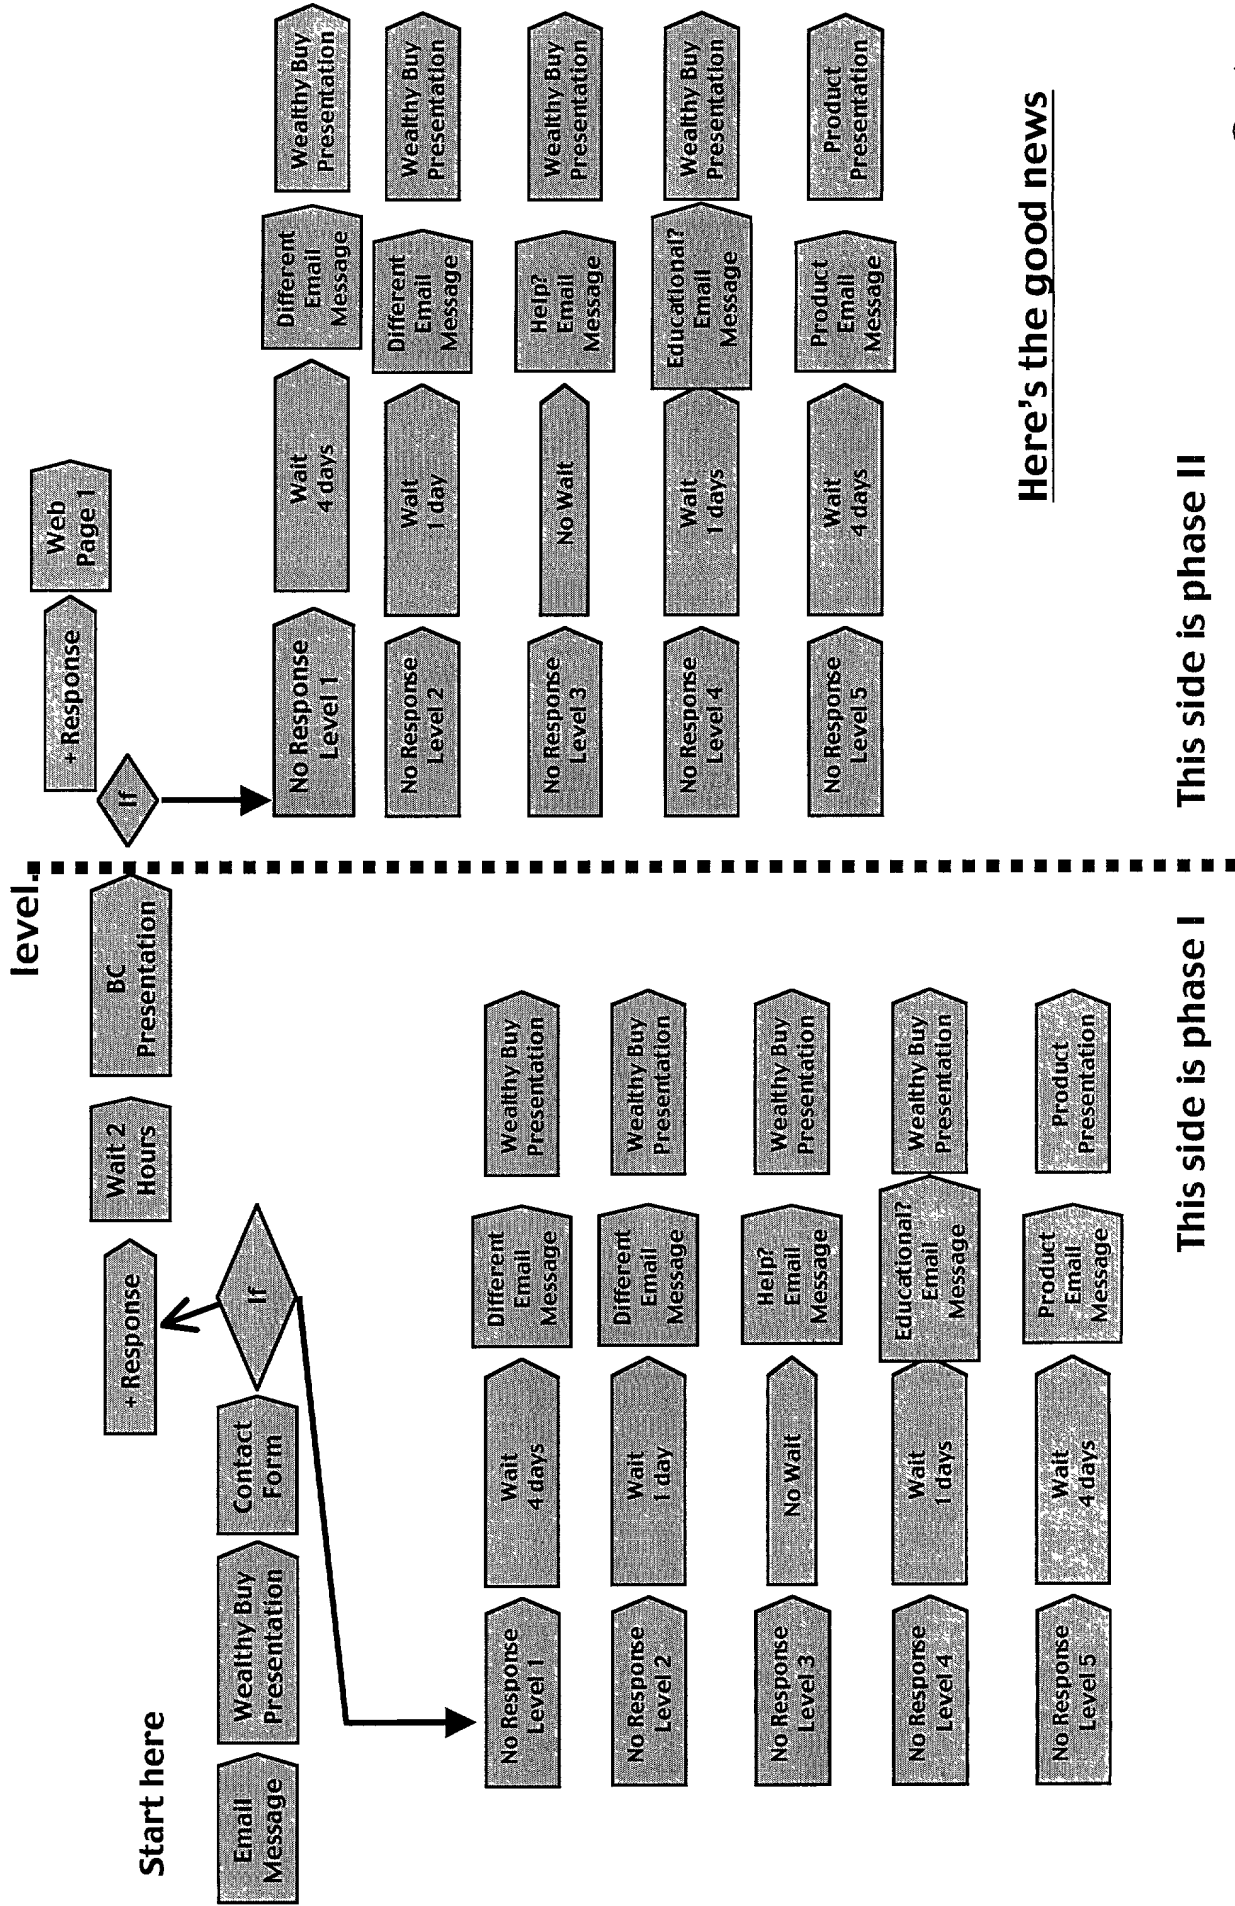 level.
Start here
Email
Message
Wealthy Buy
Presentation
Contact
Form
If
+ Response
Wait 2
Hours
BC
Presentation
No Response
Level 1
Wait
4 days
Different
Email
Message
Wealthy Buy
Presentation
No Response
Level 2
Wait
1 day
Different
Email
Message
Wealthy Buy
Presentation
No Response
Level 3
No Wait
Help?
Email
Message
Wealthy Buy
Presentation
No Response
Level 4
Wait
1 days
Educational?
Email
Message
Wealthy Buy
Presentation
No Response
Level 5
Wait
4 days
Product
Email
Message
Product
Presentation
This side is phase I
If
+ Response
Web
Page 1
No Response
Level 1
Wait
4 days
Different
Email
Message
Wealthy Buy
Presentation
No Response
Level 2
Wait
1 day
Different
Email
Message
Wealthy Buy
Presentation
No Response
Level 3
No Wait
Help?
Email
Message
Wealthy Buy
Presentation
No Response
Level 4
Wait
1 days
Educational?
Email
Message
Wealthy Buy
Presentation
No Response
Level 5
Wait
4 days
Product
Email
Message
Product
Presentation
Here's the good news
This side is phase II